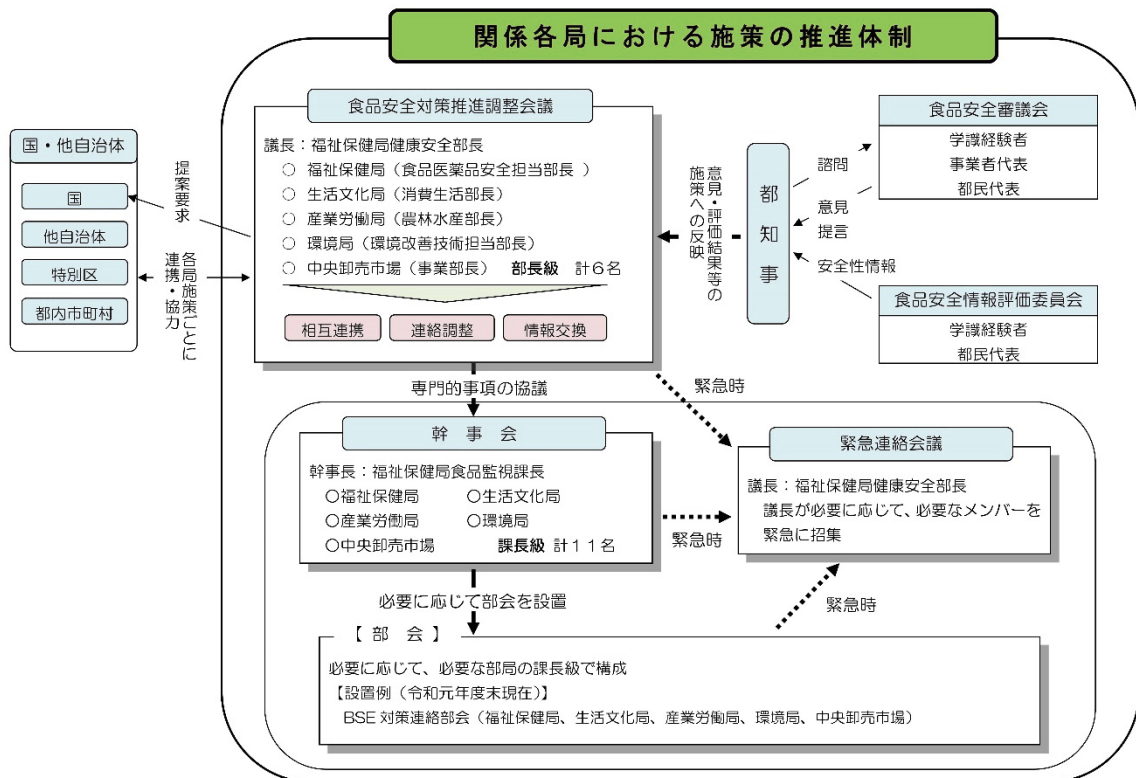 関係各局における施策の推進体制
国・他自治体
国
他自治体
特別区
都内市町村
提案要求
各局施策ごとに
連携・協力
食品安全対策推進調整会議
議長：福祉保健局健康安全部長
○ 福祉保健局（食品医薬品安全担当部長 ）
○ 生活文化局（消費生活部長）
○ 産業労働局（農林水産部長）
○ 環境局（環境改善技術担当部長）
○ 中央卸売市場（事業部長） 部長級 計６名
相互連携
連絡調整
情報交換
意見・評価結果等の
施策への反映
都知事
諮問
意見
提言
安全性情報
食品安全審議会
学識経験者
事業者代表
都民代表
食品安全情報評価委員会
学識経験者
都民代表
専門的事項の協議
緊急時
幹 事 会
幹事長：福祉保健局食品監視課長
○福祉保健局 ○生活文化局
○産業労働局 ○環境局
○中央卸売市場 課長級 計１１名
緊急時
緊急連絡会議
議長：福祉保健局健康安全部長
議長が必要に応じて、必要なメンバーを
緊急に招集
必要に応じて部会を設置
緊急時
【 部 会 】
必要に応じて、必要な部局の課長級で構成
【設置例（令和元年度末現在）】
BSE 対策連絡部会（福祉保健局、生活文化局、産業労働局、環境局、中央卸売市場）